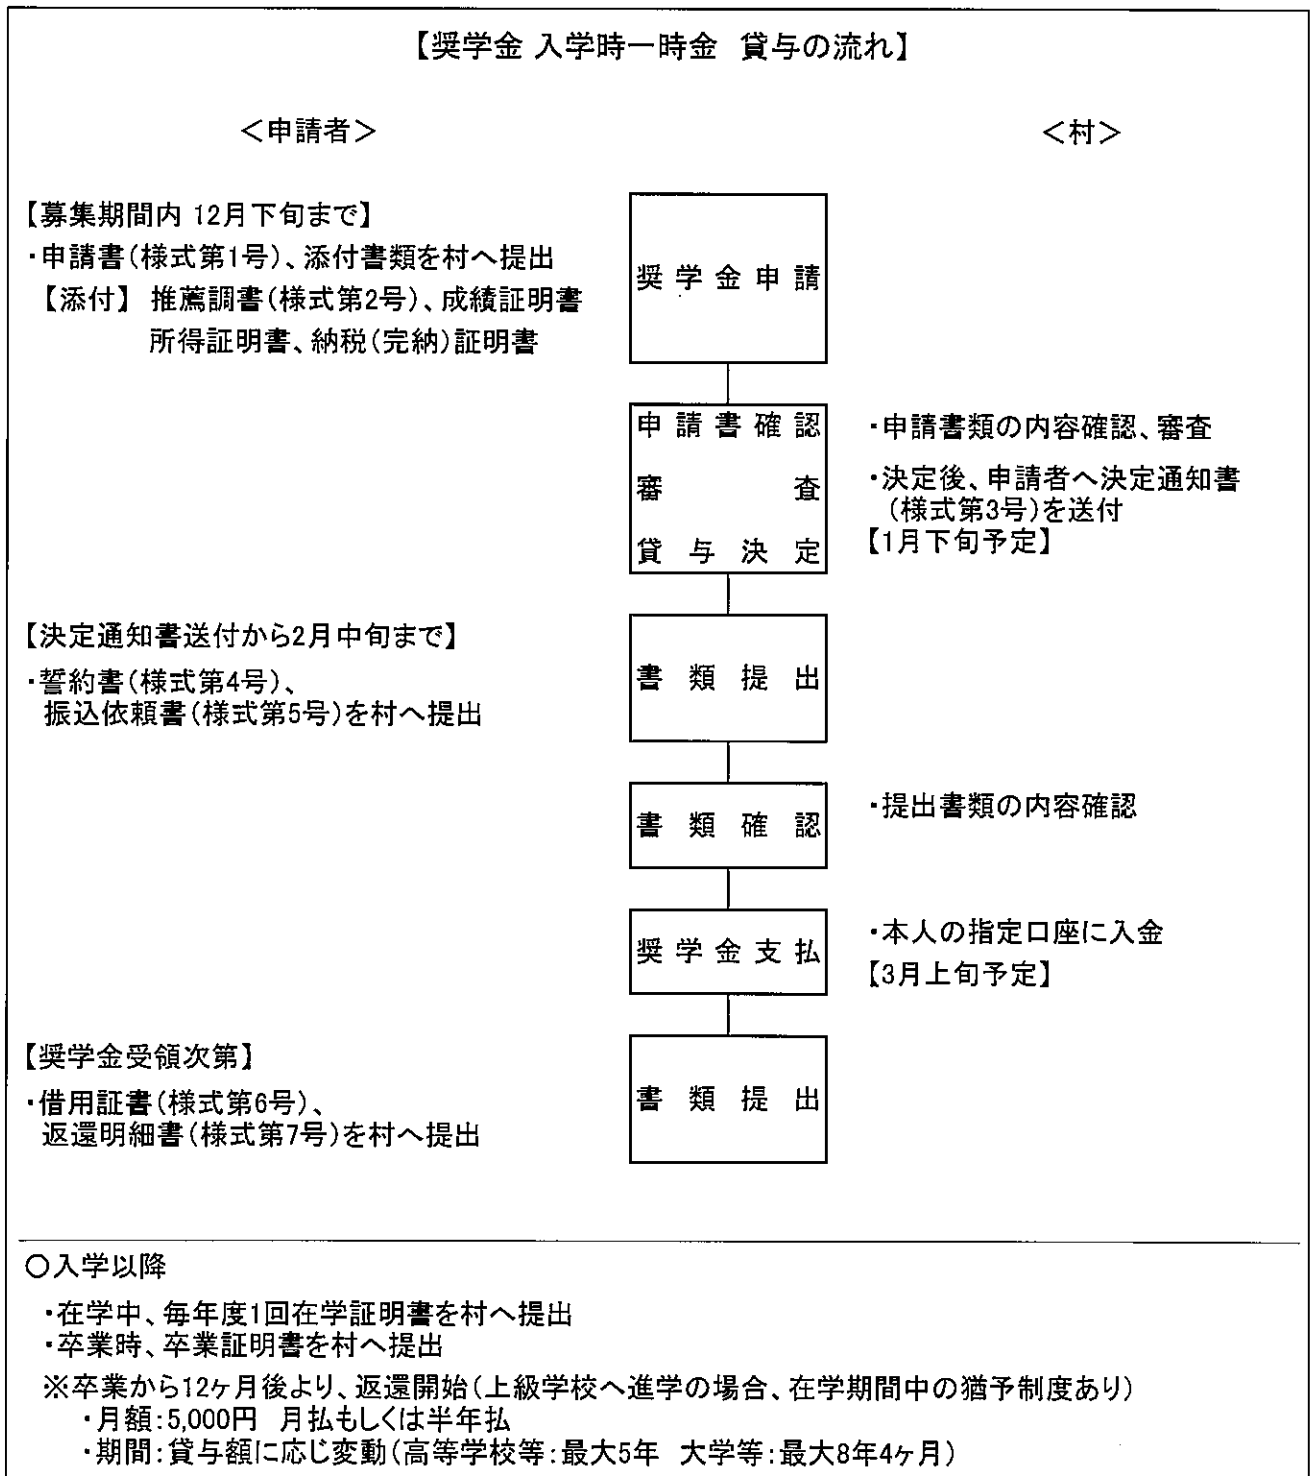 【奨学金 入学時一時金 貸与の流れ】
＜申請者＞
＜村＞
【募集期間内 12月下旬まで】
・申請書(様式第1号)、添付書類を村へ提出
【添付】 推薦調書(様式第2号)、成績証明書
所得証明書、納税(完納)証明書
奨学金申請
申請書確認
審査
貸与決定
・申請書類の内容確認、審査
・決定後、申請者へ決定通知書
(様式第3号)を送付
【1月下旬予定】
【決定通知書送付から2月中旬まで】
・誓約書(様式第4号)、
振込依頼書(様式第5号)を村へ提出
書類提出
書類確認
・提出書類の内容確認
奨学金支払
・本人の指定口座に入金
【3月上旬予定】
【奨学金受領次第】
・借用証書(様式第6号)、
返還明細書(様式第7号)を村へ提出
書類提出
〇入学以降
・在学中、毎年度1回在学証明書を村へ提出
・卒業時、卒業証明書を村へ提出
※卒業から12ヶ月後より、返還開始(上級学校へ進学の場合、在学期間中の猶予制度あり)
・月額:5,000円 月払もしくは半年払
・期間:貸与額に応じ変動(高等学校等:最大5年 大学等:最大8年4ヶ月)